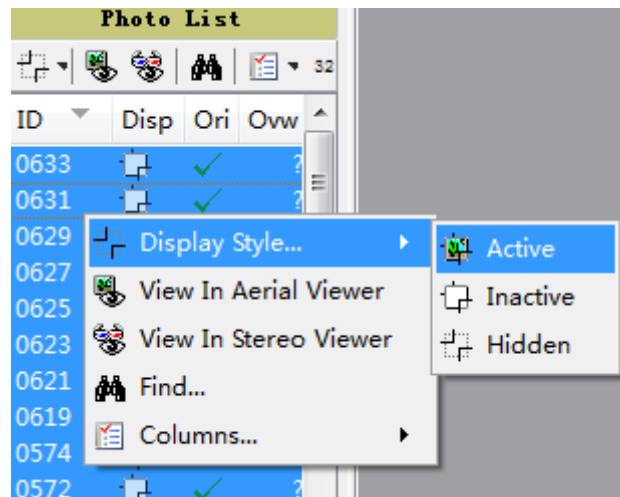 Photo List
32
ID Disp Ori Ovw
0633 ?
0631 ?
0629 Display Style... Active
0627 View In Aerial Viewer Inactive
0625
0623 View In Stereo Viewer Hidden
0621 Find...
0619
0574 Columns...
0572 ?